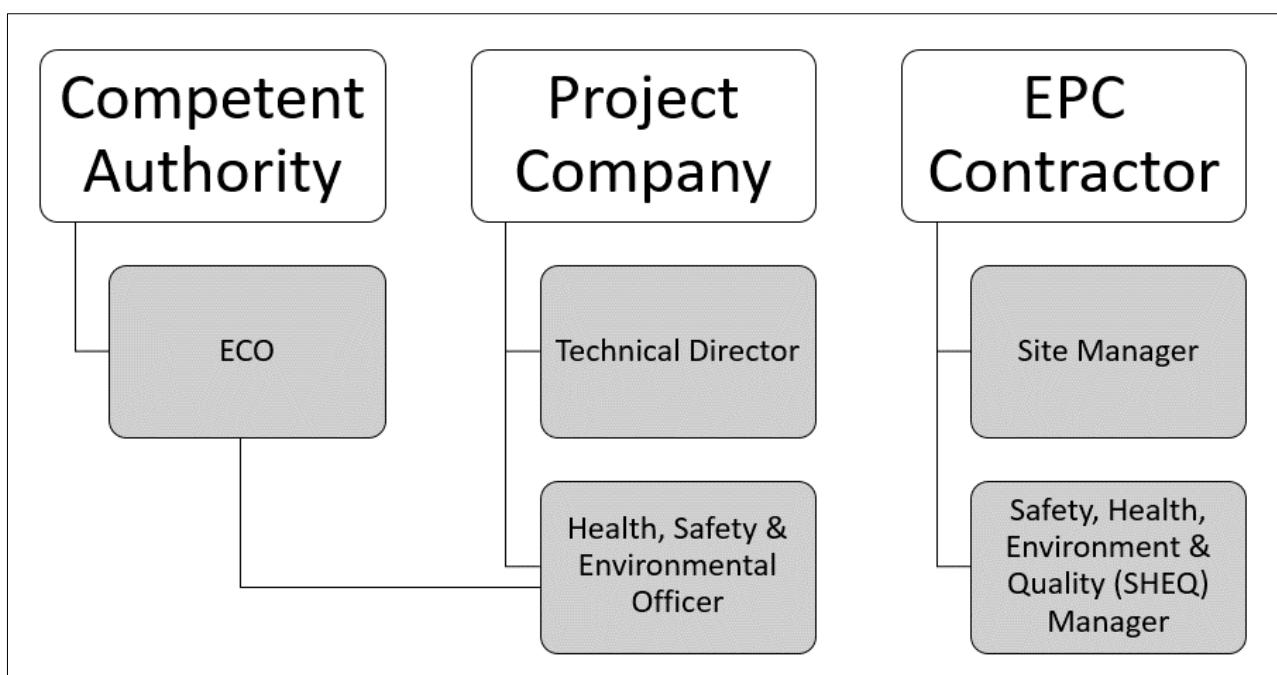 Competent
Authority
Project
Company
EPC
Contractor
ECO
Technical Director
Site Manager
Health, Safety &
Environmental
Officer
Safety, Health,
Environment &
Quality (SHEQ)
Manager